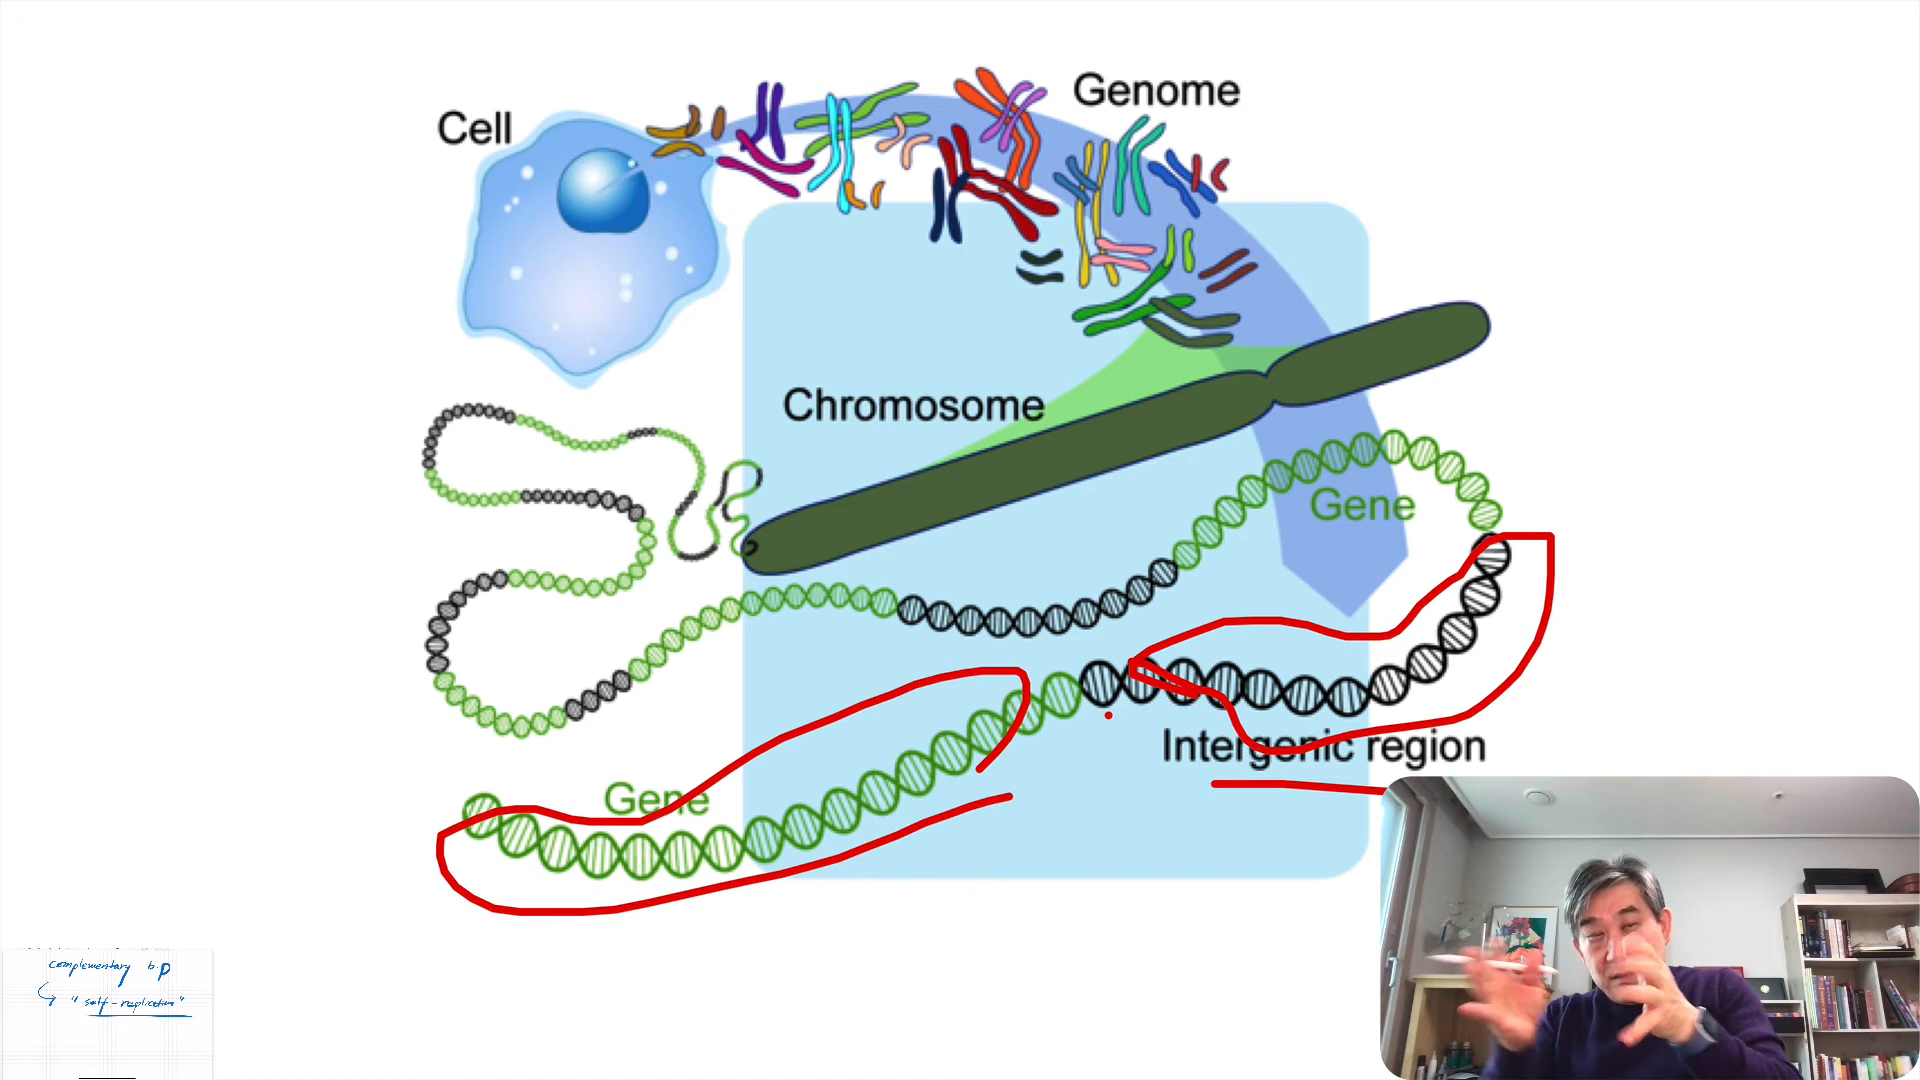 Genome
Cell
Chromosome
Gene
Intergenic region
Gene
complementary b.p
"self-replication"